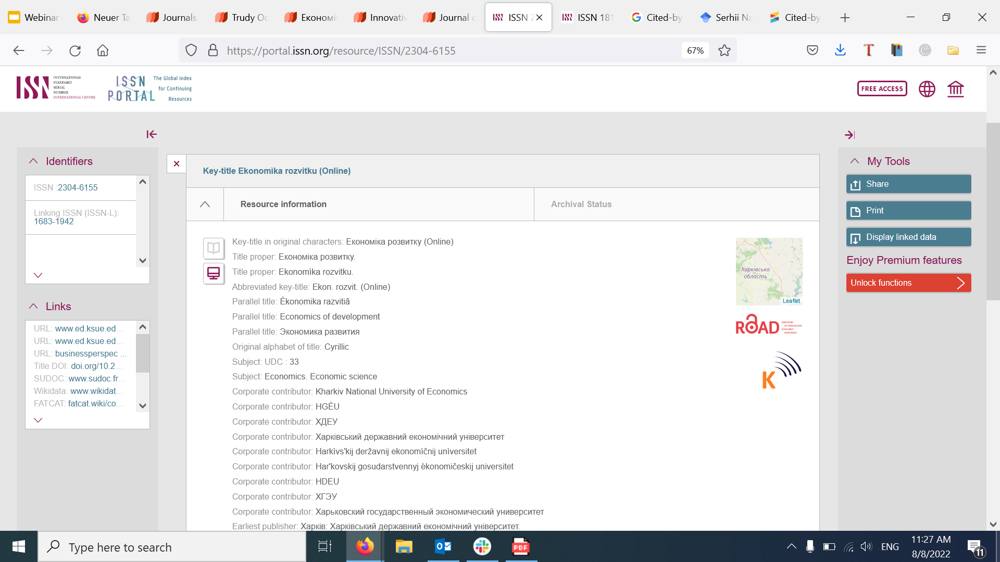 Webinar
Neuer Ta
Journals
Trudy Oc
Економі
Innovativ
Journal c
ISSN 2
ISSN 181
Cited-by
Serhii Na
Cited-by
https://portal.issn.org/resource/ISSN/2304-6155
67%
ISSN INTERNATIONAL STANDARD SERIAL NUMBER INTERNATIONAL CENTRE
ISSN PORTAL The Global Index for Continuing Resources
FREE ACCESS
Identifiers
ISSN :2304-6155
Linking ISSN (ISSN-L):
1683-1942
Links
URL: www.ed.ksue.ed...
URL: www.ed.ksue.ed...
URL: businessperspec ...
Title DOI: doi.org/10.2...
SUDOC: www.sudoc.fr...
Wikidata: www.wikidat...
FATCAT: fatcat.wiki/co...
Key-title Ekonomìka rozvitku (Online)
Resource information
Archival Status
Key-title in original characters: Економіка розвитку (Online)
Title proper: Економіка розвитку.
Title proper: Ekonomìka rozvitku.
Abbreviated key-title: Ekon. rozvit. (Online)
Parallel title: Èkonomika razvitiâ
Parallel title: Economics of development
Parallel title: Экономика развития
Original alphabet of title: Cyrillic
Subject: UDC : 33
Subject: Economics. Economic science
Corporate contributor: Kharkiv National University of Economics
Corporate contributor: HGÈU
Corporate contributor: ХДЕУ
Corporate contributor: Харківський державний економічний університет
Corporate contributor: Harkìvs'kij deržavnij ekonomìčnij unìversitet
Corporate contributor: Har'kovskij gosudarstvennyj èkonomičeskij universitet
Corporate contributor: HDEU
Corporate contributor: ХГЭУ
Corporate contributor: Харьковский государственный экономический университет
Earliest publisher: Харків: Харківський державний економічний університет.
Харківська
область
Leaflet
ROAD DIRECTORY OF OPEN ACCESS SCHOLARLY RESOURCES
K
My Tools
Share
Print
Display linked data
Enjoy Premium features
Unlock functions
Type here to search
PDF
ENG
11:27 AM
8/8/2022
11